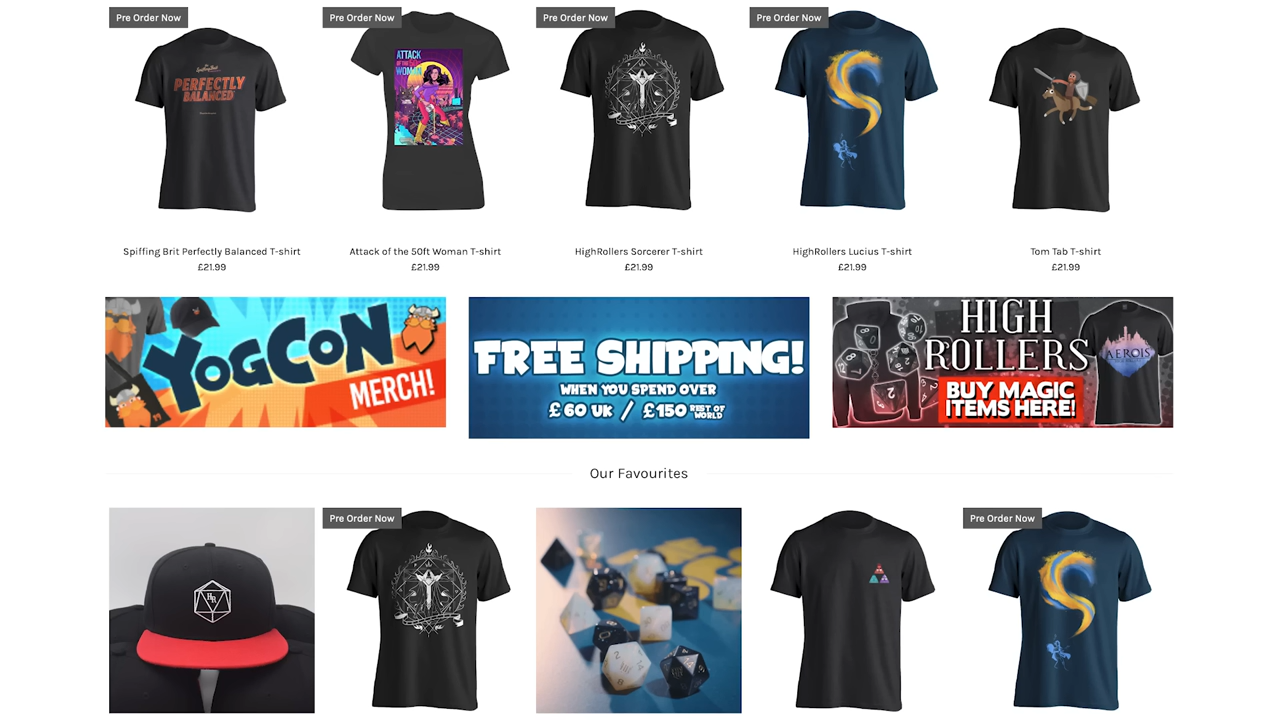 Pre Order Now
Pre Order Now
Pre Order Now
Pre Order Now
PERFECTLY
BALANCED
ATTACK
OF THE 50FT
WOMAN
Spiffing Brit Perfectly Balanced T-shirt
Attack of the 50ft Woman T-shirt
HighRollers Sorcerer T-shirt
HighRollers Lucius T-shirt
Tom Tab T-shirt
£21.99
£21.99
£21.99
£21.99
£21.99
YOGCON
MERCH!
FREE SHIPPING!
WHEN YOU SPEND OVER
£60 UK / £150 REST OF WORLD
HIGH
ROLLERS
BUY MAGIC
ITEMS HERE!
AEROIS
Our Favourites
Pre Order Now
Pre Order Now